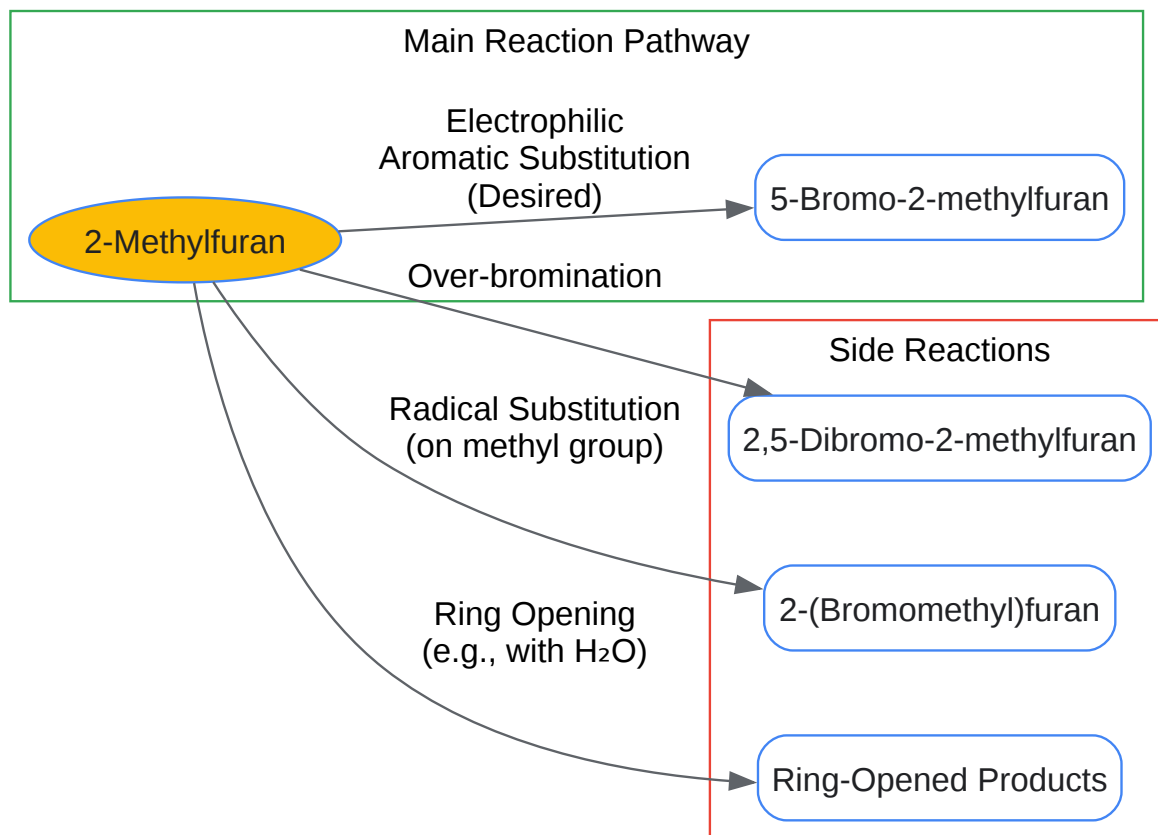 Main Reaction Pathway
Electrophilic
Aromatic Substitution
(Desired)
5-Bromo-2-methylfuran
2-Methylfuran
Over-bromination
Side Reactions
2,5-Dibromo-2-methylfuran
Radical Substitution
(on methyl group)
2-(Bromomethyl)furan
Ring Opening
(e.g., with H₂O)
Ring-Opened Products